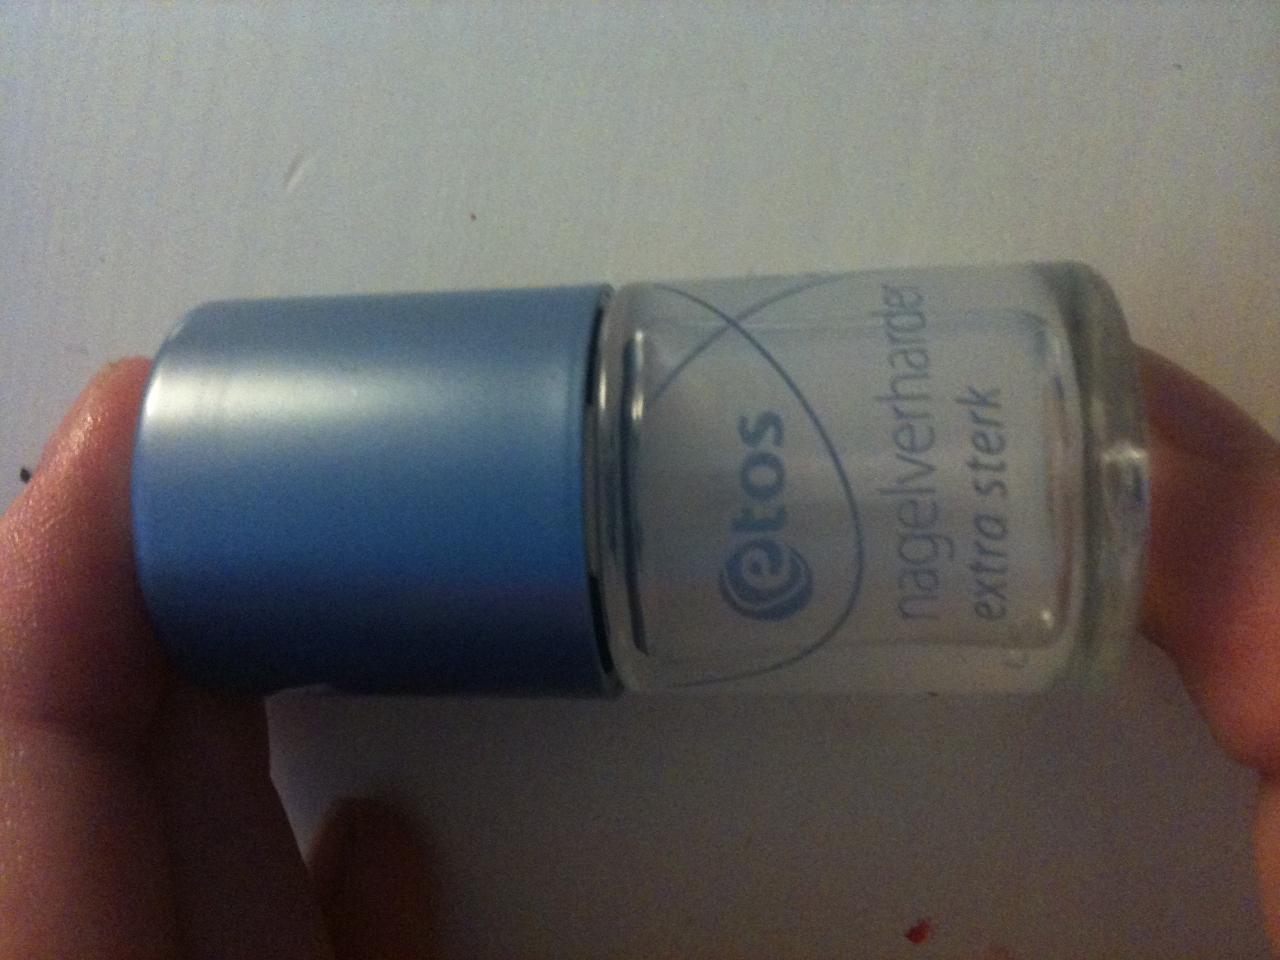 etos
nagelverharder
extra sterk